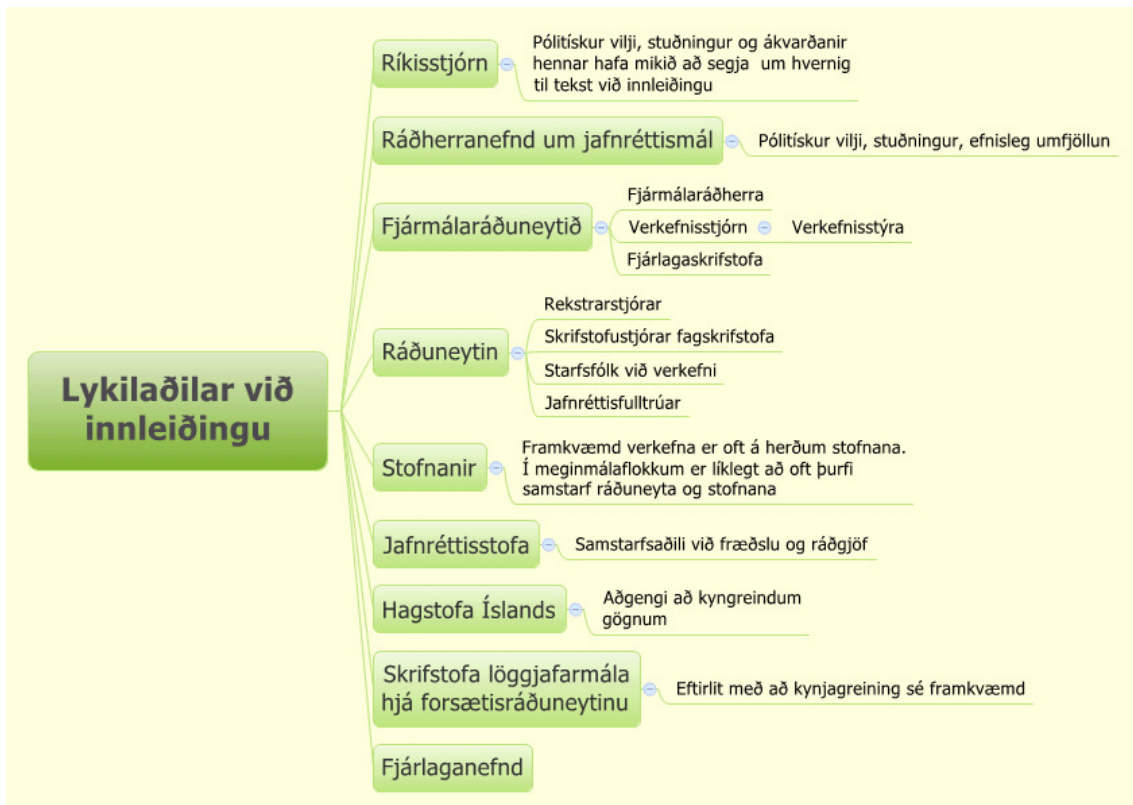 Lykilaðilar við
innleiðingu
Ríkisstjórn
Pólitískur vilji, stuðningur og ákvarðanir
hennar hafa mikið að segja um hvernig
til tekst við innleiðingu
Ráðherranefnd um jafnréttismál
Pólitískur vilji, stuðningur, efnisleg umfjöllun
Fjármálaráðuneytið
Fjármálaráðherra
Verkefnisstjórn
Verkefnisstýra
Fjárlagaskrifstofa
Ráðuneytin
Rekstrarstjórar
Skrifstofustjórar fagskrifstofa
Starfsfólk við verkefni
Jafnréttisfulltrúar
Stofnanir
Framkvæmd verkefna er oft á herðum stofnana.
Í meginmálaflokkum er líklegt að oft þurfi
samstarf ráðuneyta og stofnana
Jafnréttisstofa
Samstarfsaðili við fræðslu og ráðgjöf
Hagstofa Íslands
Aðgengi að kyngreindum
gögnum
Skrifstofa löggjafarmála
hjá forsætisráðuneytinu
Eftirlit með að kynjagreining sé framkvæmd
Fjárlaganefnd